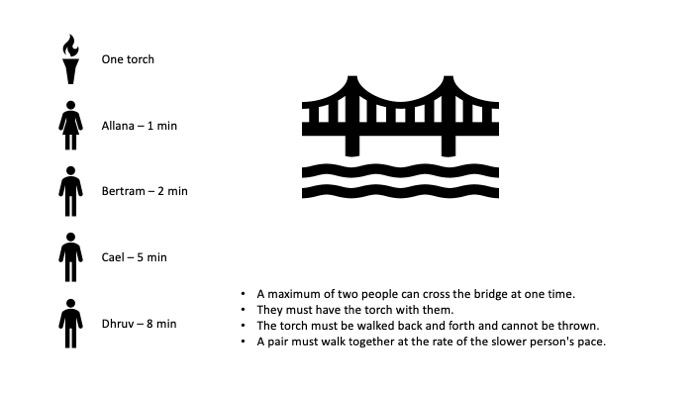 One torch
Allana – 1 min
Bertram – 2 min
Cael – 5 min
Dhruv – 8 min
• A maximum of two people can cross the bridge at one time.
• They must have the torch with them.
• The torch must be walked back and forth and cannot be thrown.
• A pair must walk together at the rate of the slower person's pace.